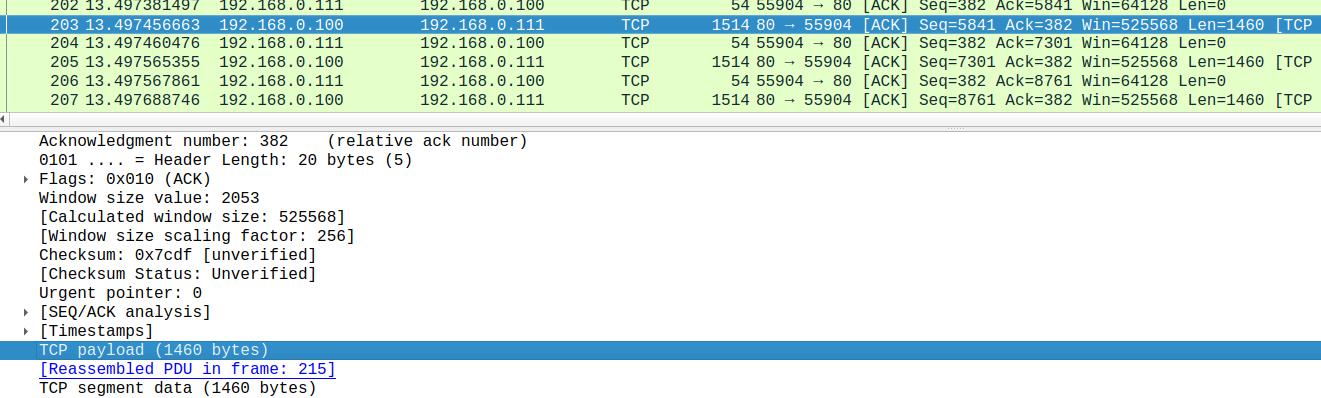 202 13.497381497 192.168.0.111 192.168.0.100 TCP 54 55904 → 80 [ACK] Seq=382 Ack=5841 Win=64128 Len=0
203 13.497456663 192.168.0.100 192.168.0.111 TCP 1514 80 → 55904 [ACK] Seq=5841 Ack=382 Win=525568 Len=1460 [TCP
204 13.497460476 192.168.0.111 192.168.0.100 TCP 54 55904 → 80 [ACK] Seq=382 Ack=7301 Win=64128 Len=0
205 13.497565355 192.168.0.100 192.168.0.111 TCP 1514 80 → 55904 [ACK] Seq=7301 Ack=382 Win=525568 Len=1460 [TCP
206 13.497567861 192.168.0.111 192.168.0.100 TCP 54 55904 → 80 [ACK] Seq=382 Ack=8761 Win=64128 Len=0
207 13.497688746 192.168.0.100 192.168.0.111 TCP 1514 80 → 55904 [ACK] Seq=8761 Ack=382 Win=525568 Len=1460 [TCP
Acknowledgment number: 382 (relative ack number)
0101 .... = Header Length: 20 bytes (5)
Flags: 0x010 (ACK)
Window size value: 2053
[Calculated window size: 525568]
[Window size scaling factor: 256]
Checksum: 0x7cdf [unverified]
[Checksum Status: Unverified]
Urgent pointer: 0
[SEQ/ACK analysis]
[Timestamps]
TCP payload (1460 bytes)
[Reassembled PDU in frame: 215]
TCP segment data (1460 bytes)